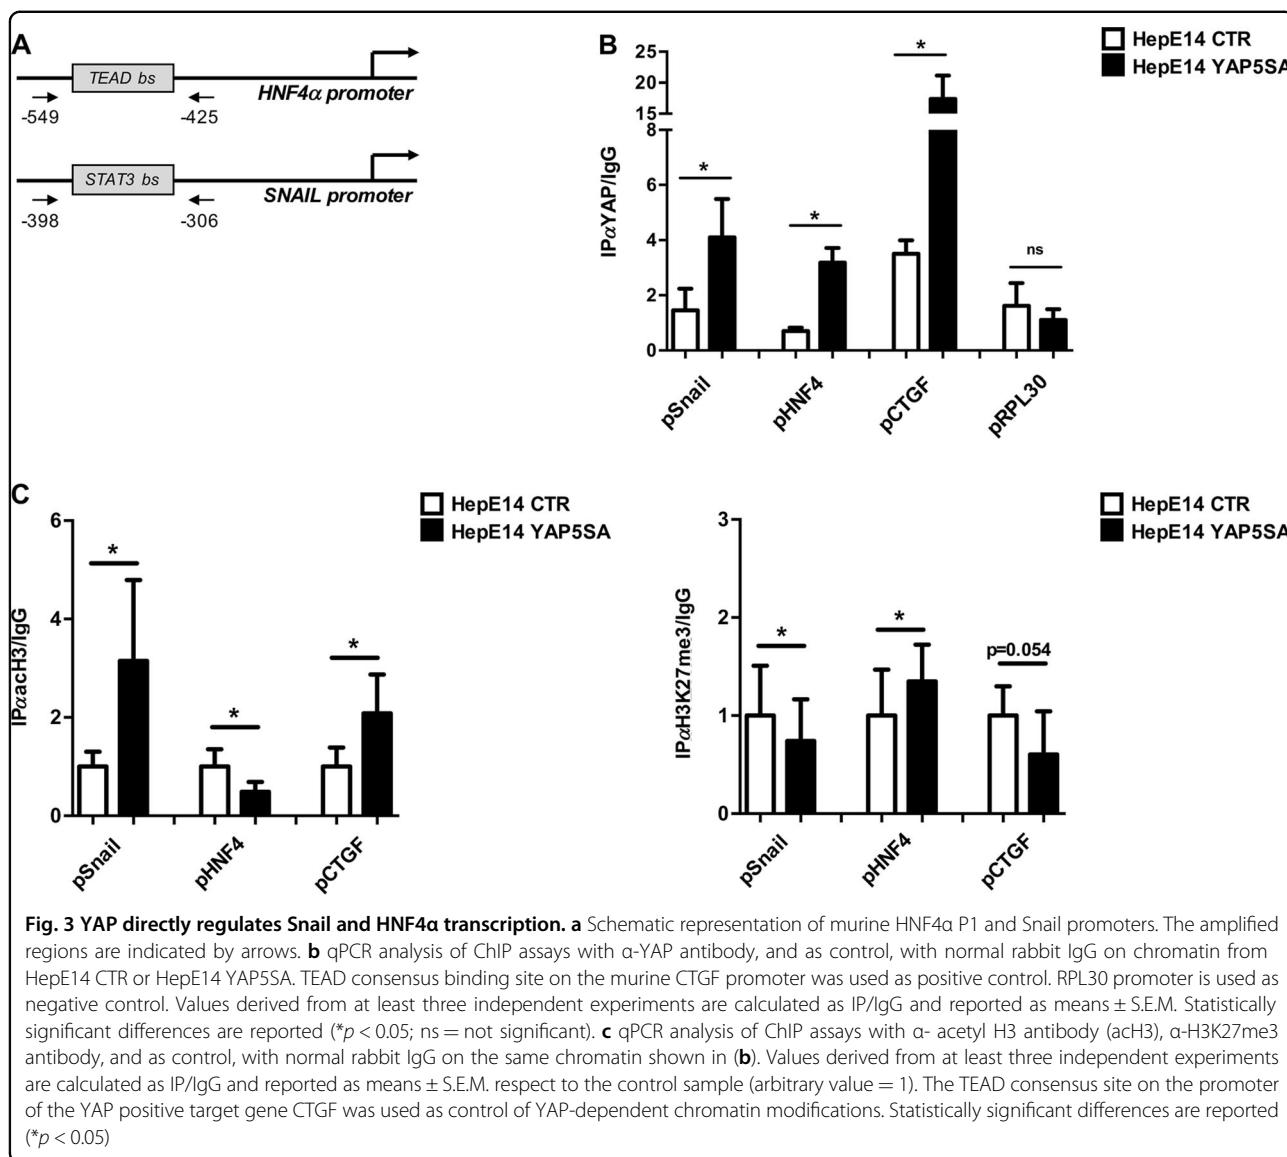 A
TEAD bs
HNF4α promoter
-549
-425
STAT3 bs
SNAIL promoter
-398
-306
B
HepE14 CTR
HepE14 YAP5SA
IPαYAP/IgG
25
20
15
8
6
4
2
0
*
*
*
ns
pSnail
pHNF4
pCTGF
pRPL30
C
HepE14 CTR
HepE14 YAP5SA
IPαacH3/IgG
6
4
2
0
*
*
*
pSnail
pHNF4
pCTGF
HepE14 CTR
HepE14 YAP5SA
IPαH3K27me3/IgG
3
2
1
0
*
*
p=0.054
pSnail
pHNF4
pCTGF
Fig. 3 YAP directly regulates Snail and HNF4α transcription. a Schematic representation of murine HNF4α P1 and Snail promoters. The amplified
regions are indicated by arrows. b qPCR analysis of ChIP assays with α-YAP antibody, and as control, with normal rabbit IgG on chromatin from
HepE14 CTR or HepE14 YAP5SA. TEAD consensus binding site on the murine CTGF promoter was used as positive control. RPL30 promoter is used as
negative control. Values derived from at least three independent experiments are calculated as IP/IgG and reported as means ± S.E.M. Statistically
significant differences are reported (*p < 0.05; ns = not significant). c qPCR analysis of ChIP assays with α- acetyl H3 antibody (acH3), α-H3K27me3
antibody, and as control, with normal rabbit IgG on the same chromatin shown in (b). Values derived from at least three independent experiments
are calculated as IP/IgG and reported as means ± S.E.M. respect to the control sample (arbitrary value = 1). The TEAD consensus site on the promoter
of the YAP positive target gene CTGF was used as control of YAP-dependent chromatin modifications. Statistically significant differences are reported
(*p < 0.05)